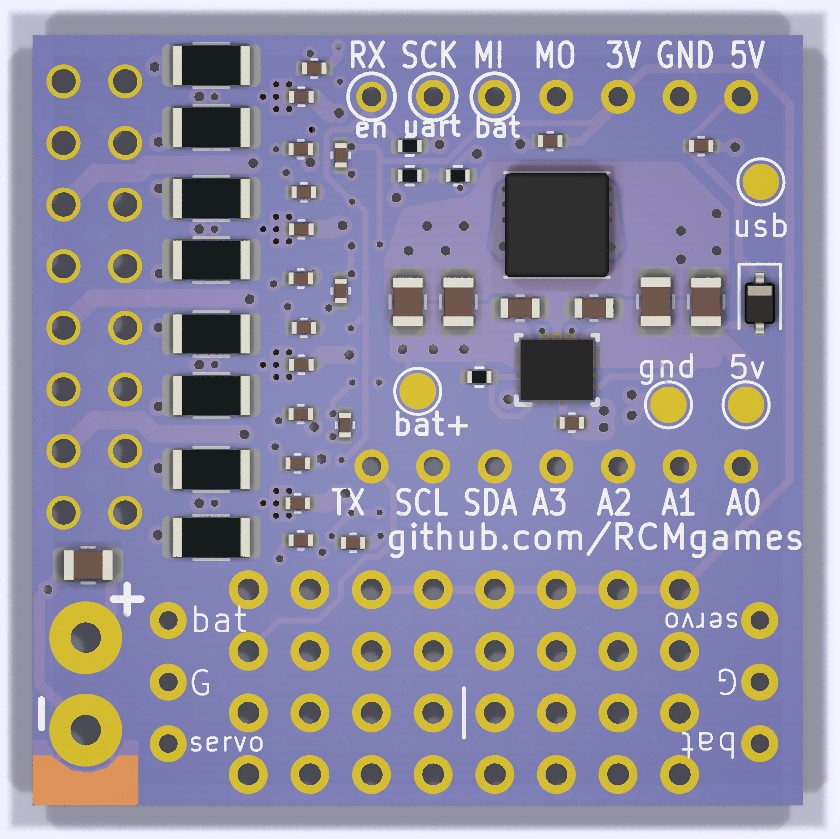 RX SCK MI MO 3V GND 5V
en uart bat
usb
gnd 5v
bat+
TX SCL SDA A3 A2 A1 A0
github.com/RCMgames
+
bat servo
G G
servo bat